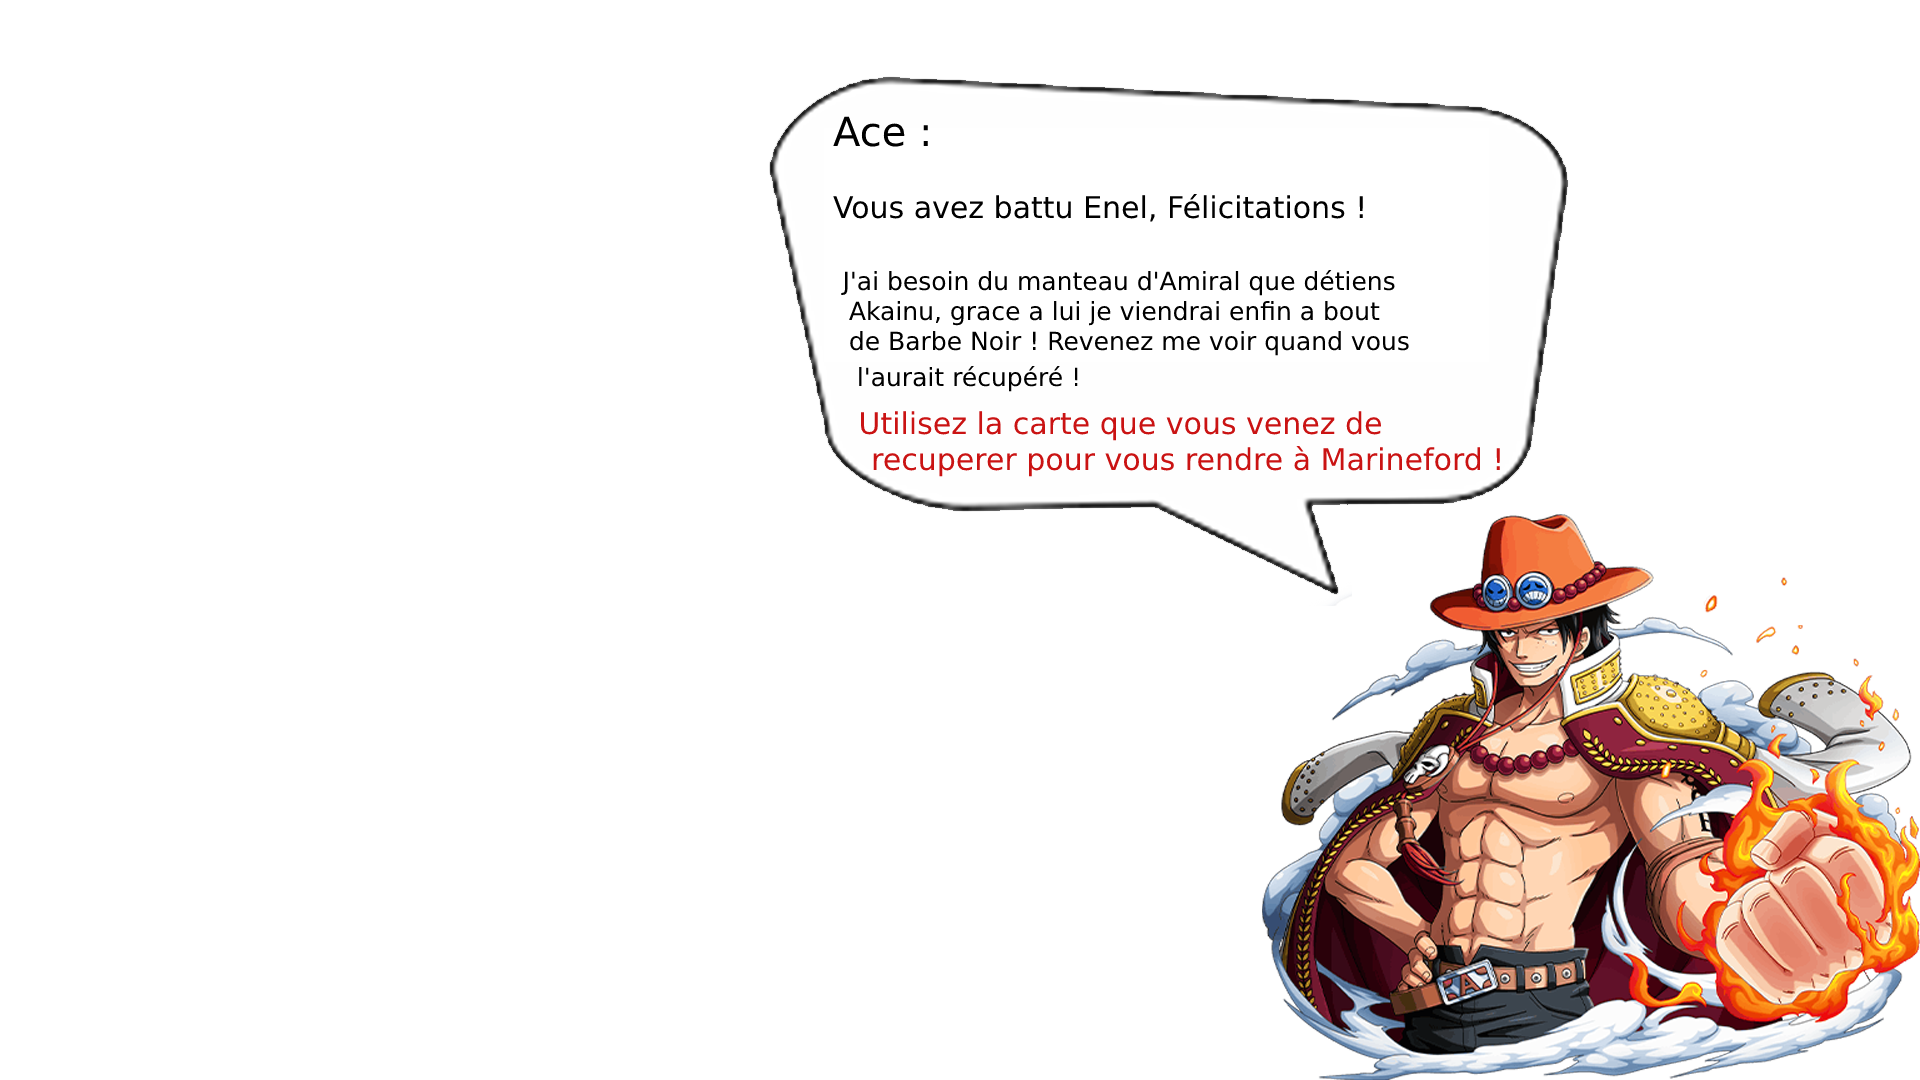 Ace :
Vous avez battu Enel, Félicitations !
J'ai besoin du manteau d'Amiral que détiens
Akainu, grace a lui je viendrai enfin a bout
de Barbe Noir ! Revenez me voir quand vous
l'aurait récupéré !
Utilisez la carte que vous venez de
recuperer pour vous rendre à Marineford !
A